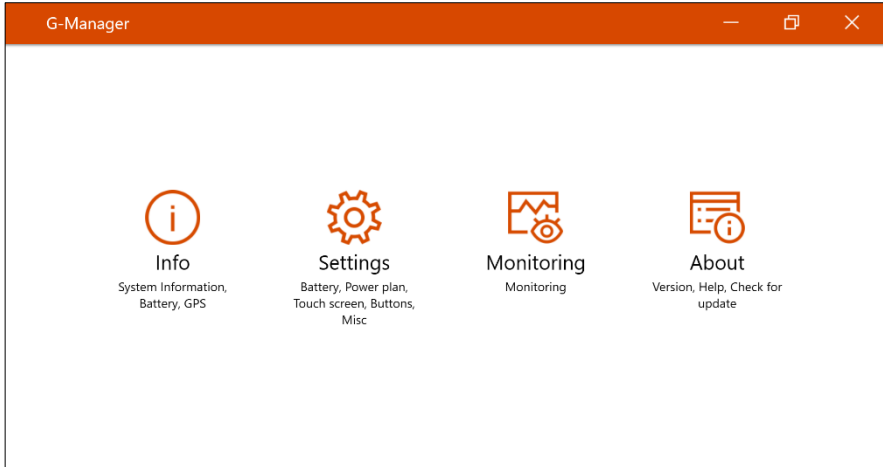 G-Manager
Info
System Information,
Battery, GPS
Settings
Battery, Power plan,
Touch screen, Buttons,
Misc
Monitoring
Monitoring
About
Version, Help, Check for
update